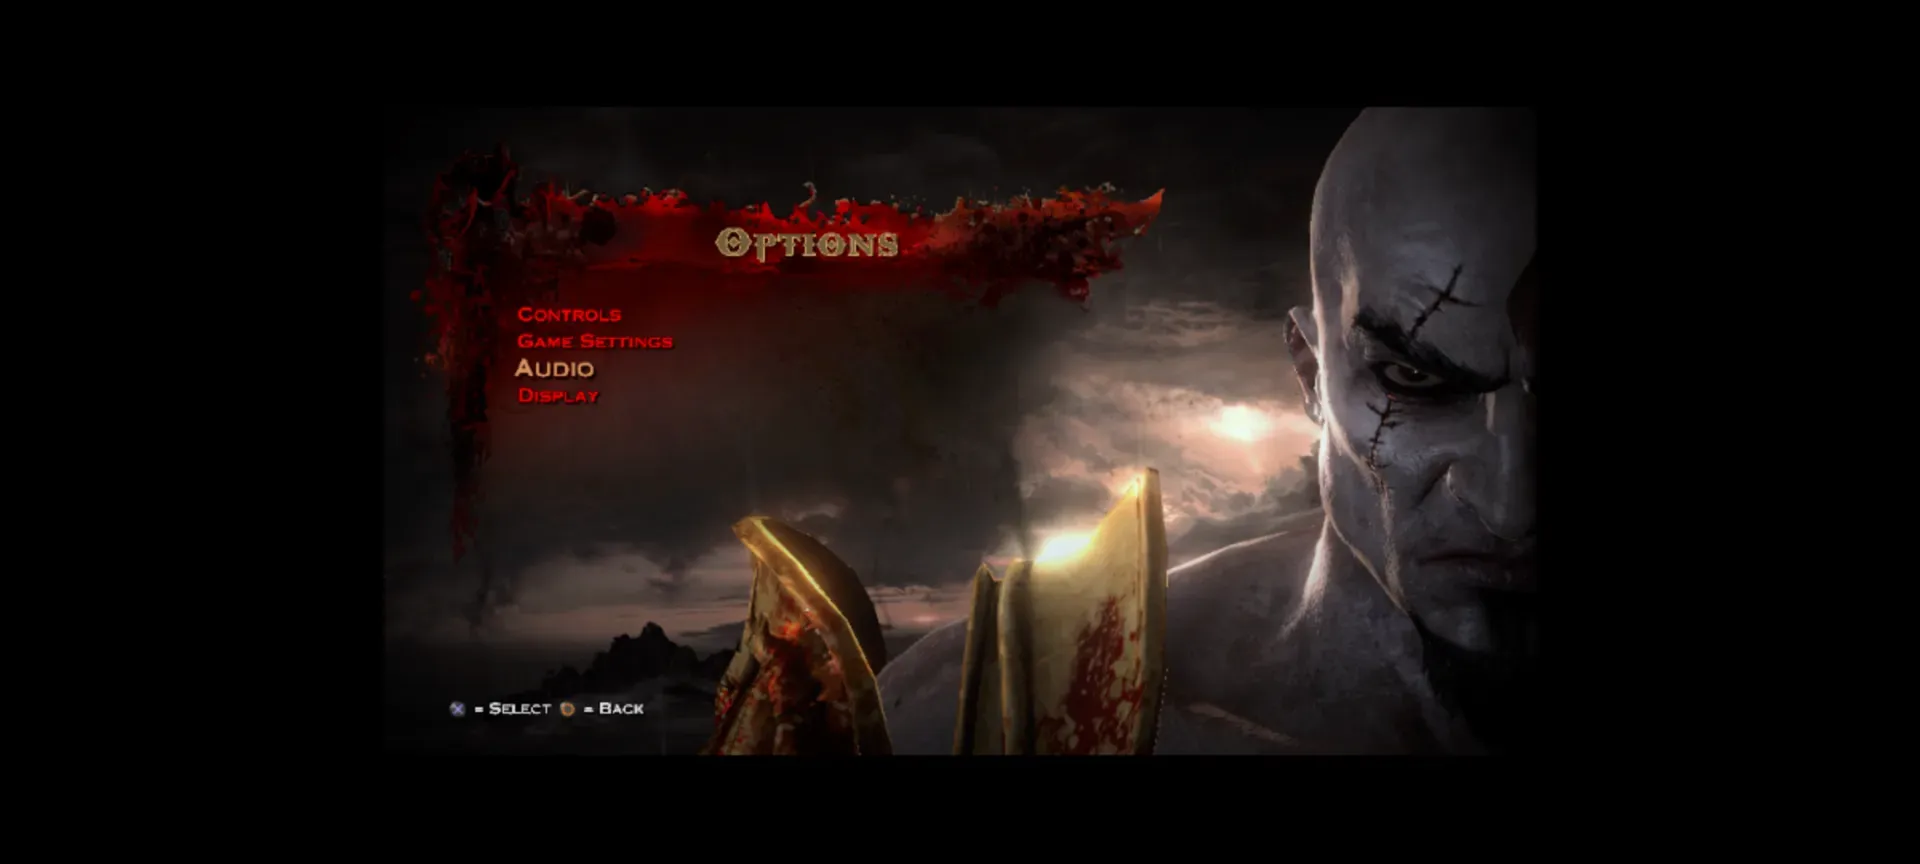 Options
Controls
Game Settings
Audio
Display
= Select = Back